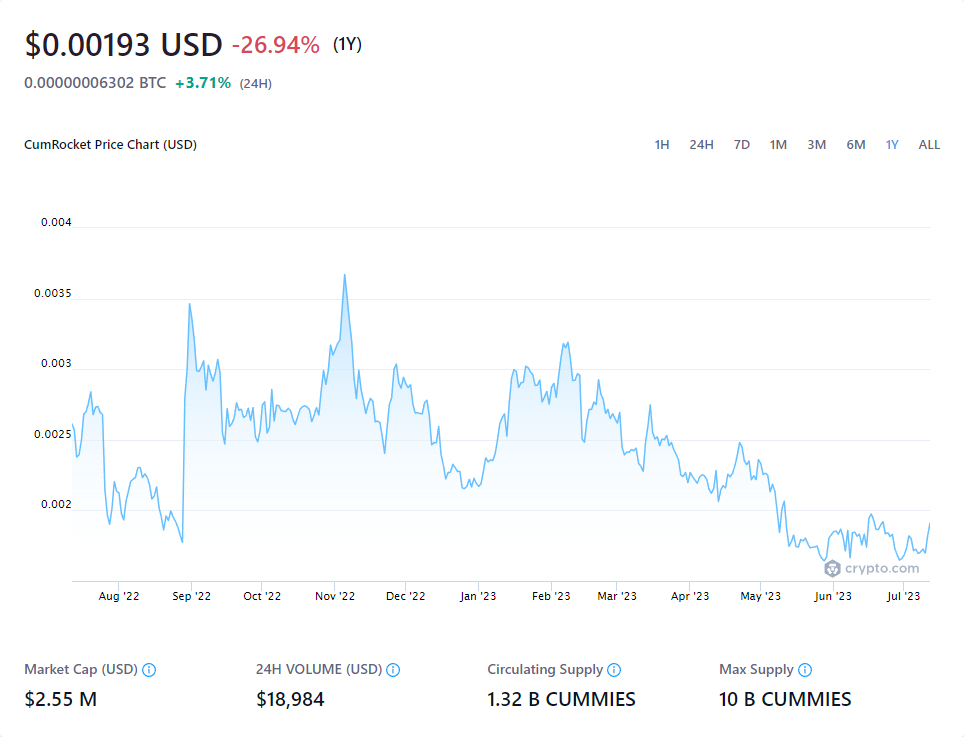 $0.00193 USD -26.94% (1Y)
0.00000006302 BTC +3.71% (24H)
CumRocket Price Chart (USD) 1H 24H 7D 1M 3M 6M 1Y ALL
0.004
0.0035
0.003
0.0025
0.002
crypto.com
Aug '22 Sep '22 Oct '22 Nov '22 Dec '22 Jan '23 Feb '23 Mar '23 Apr '23 May '23 Jun '23 Jul '23
Market Cap (USD) 24H VOLUME (USD) Circulating Supply Max Supply
$2.55 M $18,984 1.32 B CUMMIES 10 B CUMMIES